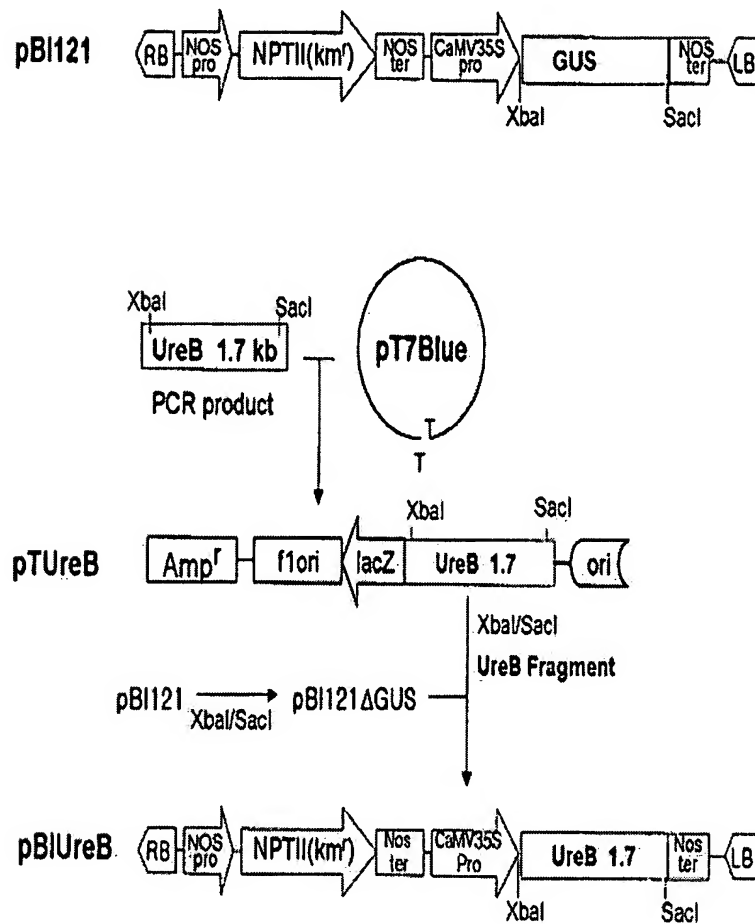 pBI121
RB
NOS
pro
NPTII(kmʳ)
NOS
ter
CaMV35S
pro
GUS
NOS
ter
LB
XbaI
SacI
XbaI
SacI
UreB 1.7 kb
PCR product
pT7Blue
T
T
XbaI
SacI
pTUreB
Ampʳ
f1ori
lacZ
UreB 1.7
ori
XbaI/SacI
UreB Fragment
pBI121
XbaI/SacI
pBI121ΔGUS
pBIUreB
RB
NOS
pro
NPTII(kmʳ)
Nos
ter
CaMV35S
Pro
UreB 1.7
Nos
ter
LB
XbaI
SacI